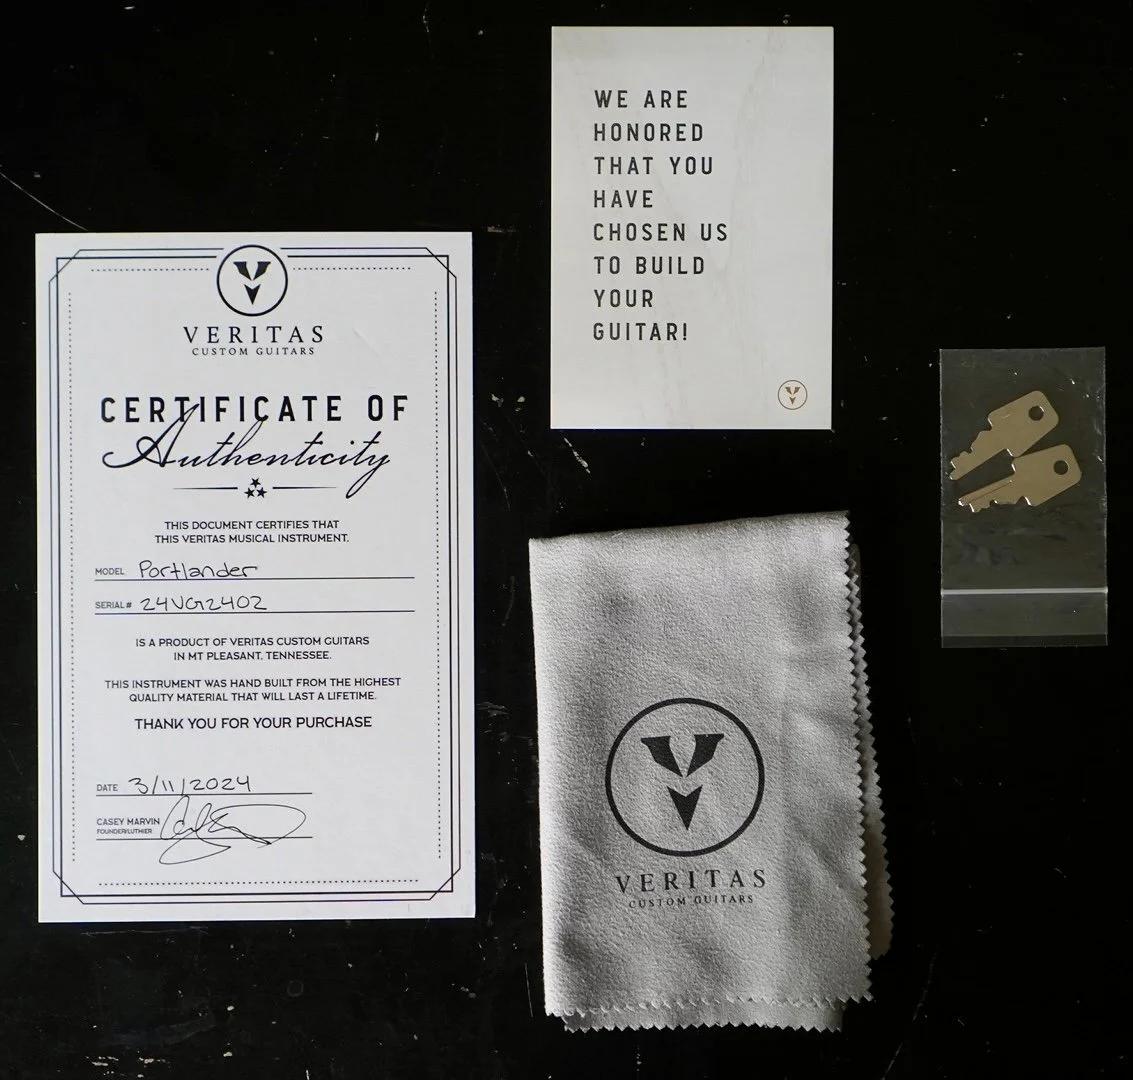 VERITAS
CUSTOM GUITARS
CERTIFICATE OF
Authenticity
THIS DOCUMENT CERTIFIES THAT
THIS VERITAS MUSICAL INSTRUMENT.
MODEL Portlander
SERIAL# 24VG2402
IS A PRODUCT OF VERITAS CUSTOM GUITARS
IN MT PLEASANT, TENNESSEE.
THIS INSTRUMENT WAS HAND BUILT FROM THE HIGHEST
QUALITY MATERIAL THAT WILL LAST A LIFETIME.
THANK YOU FOR YOUR PURCHASE
DATE 3/11/2024
CASEY MARVIN
FOUNDER/LUTHIER
WE ARE
HONORED
THAT YOU
HAVE
CHOSEN US
TO BUILD
YOUR
GUITAR!
VERITAS
CUSTOM GUITARS